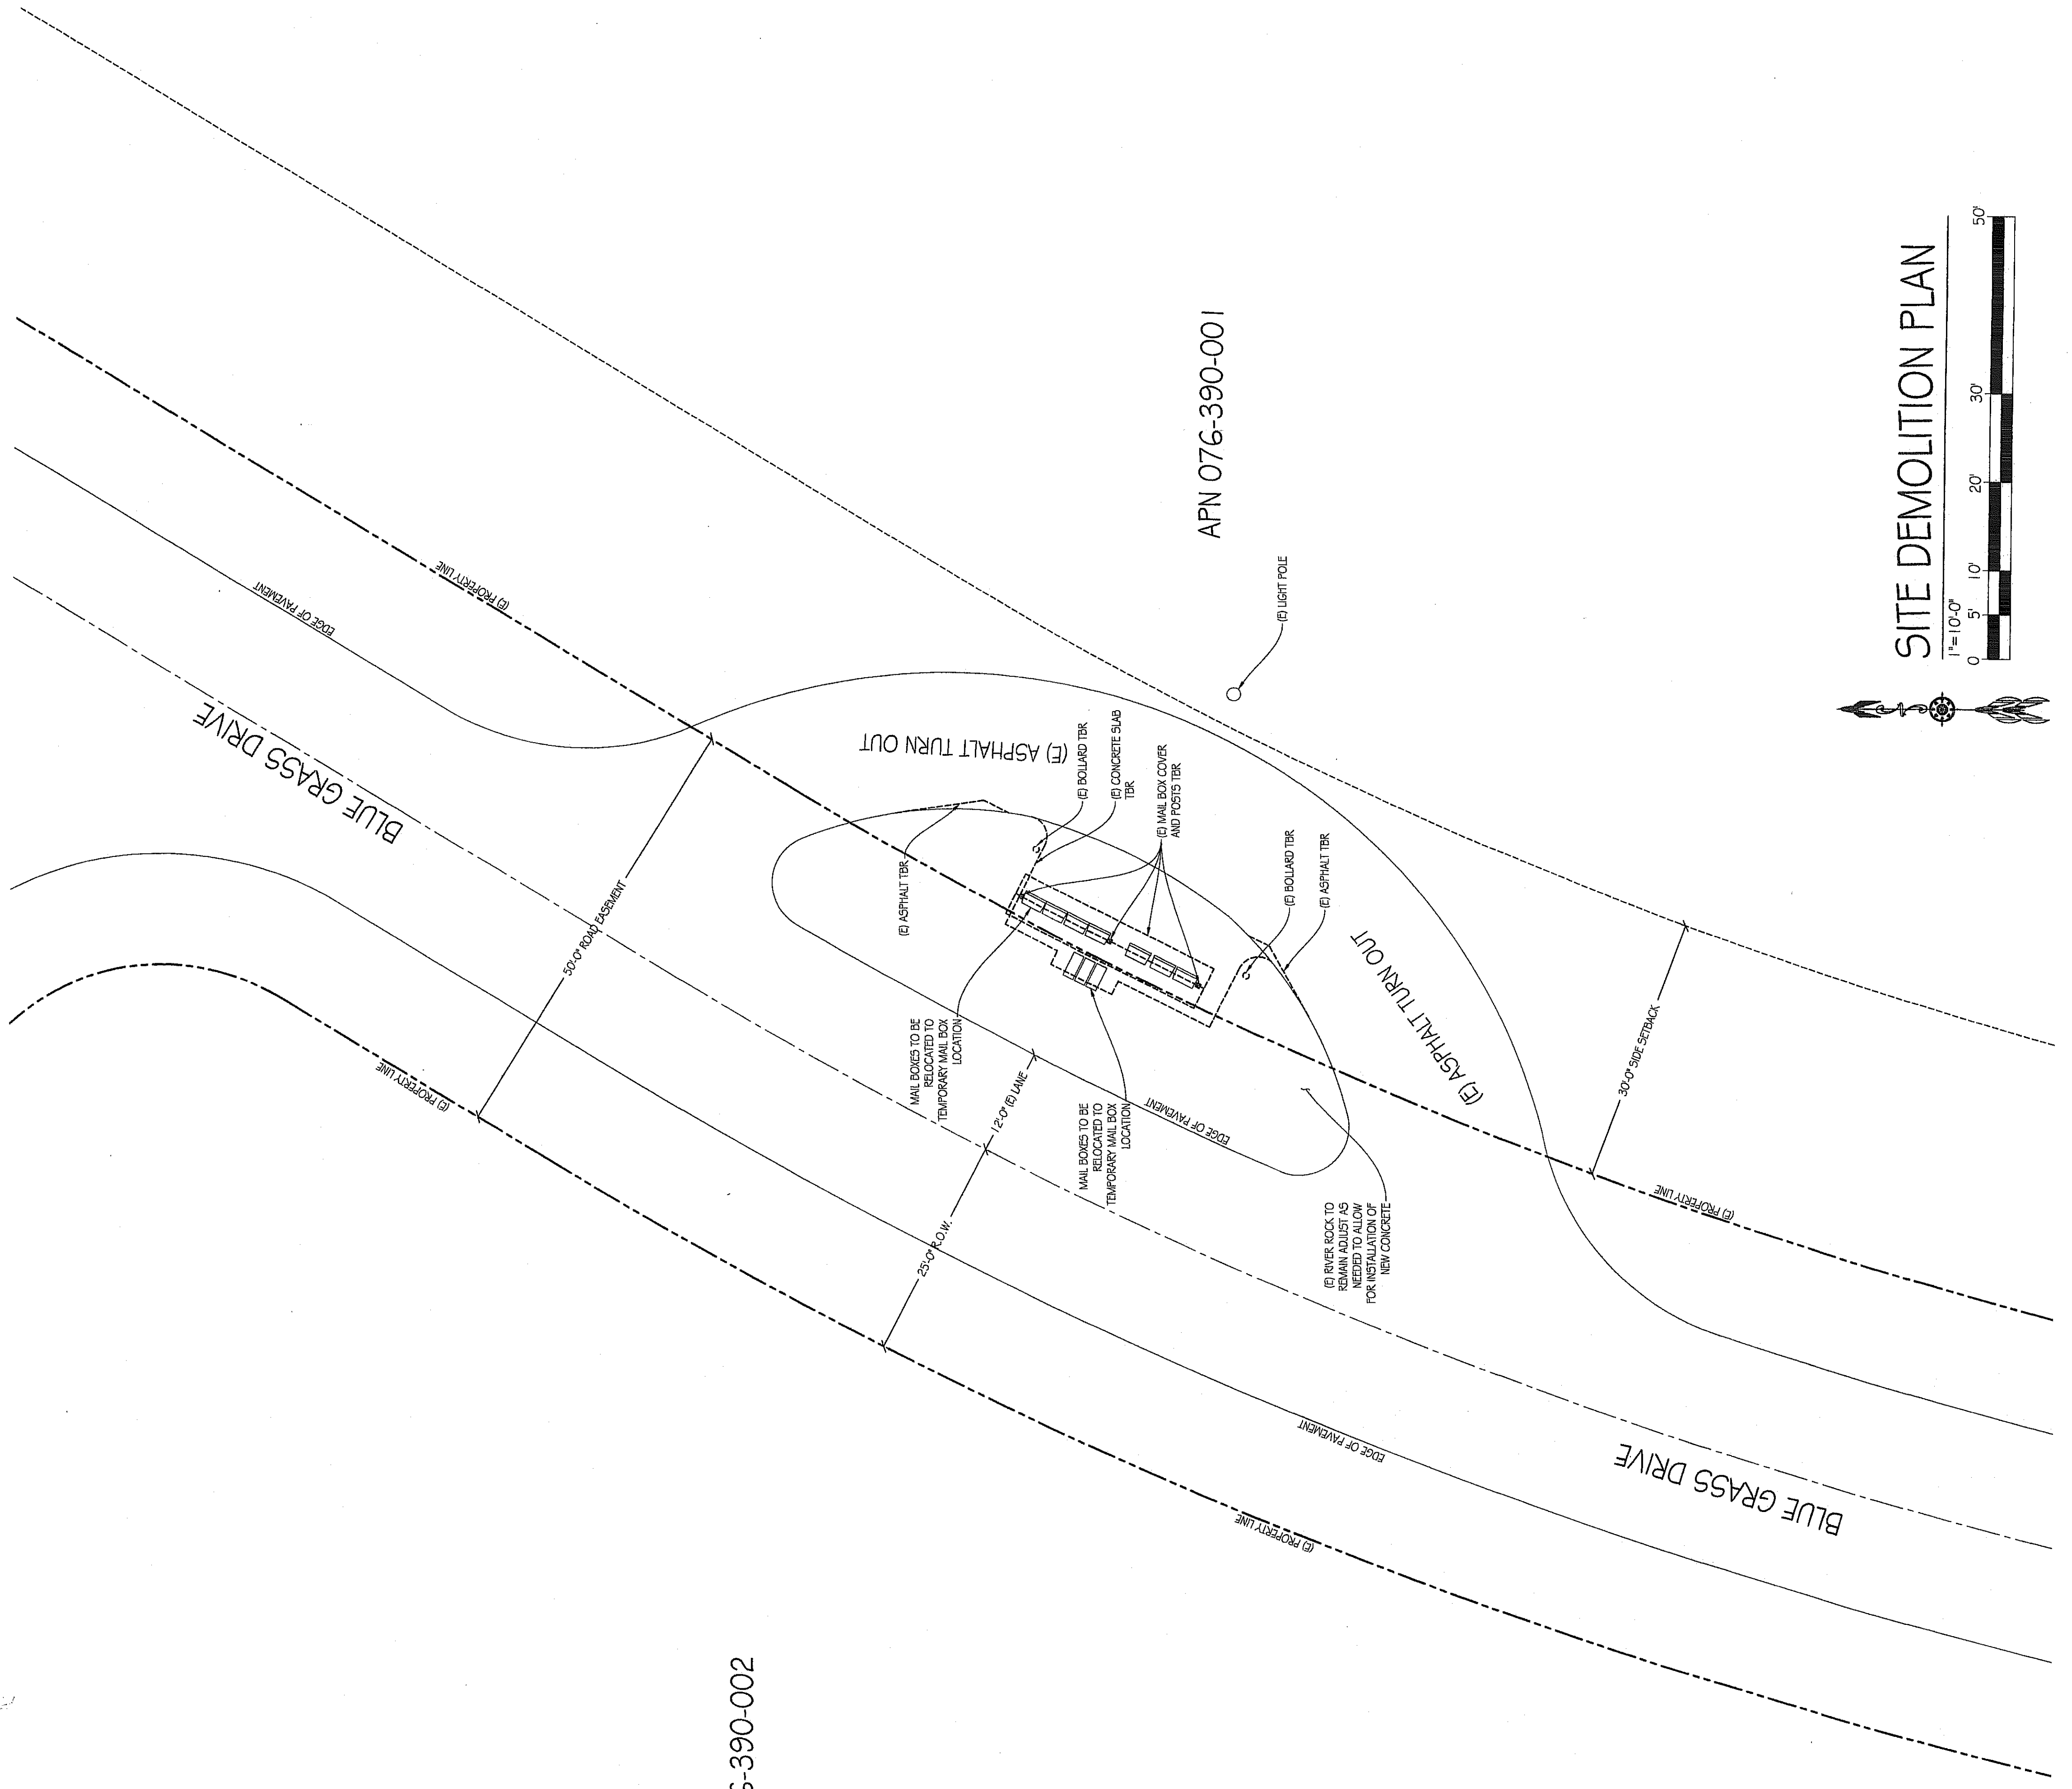 BLUE GRASS DRIVE
EDGE OF PAVEMENT
(E) PROPERTY LINE
50'-0" ROAD EASEMENT
(E) PROPERTY LINE
(E) ASPHALT TURN OUT
(E) BOLLARD TBR
(E) CONCRETE SLAB
TBR
(E) MAIL BOX COVER
AND POSTS TBR
(E) ASPHALT TBR
(E) BOLLARD TBR
(E) ASPHALT TBR
MAIL BOXES TO BE
RELOCATED TO
TEMPORARY MAIL BOX
LOCATION
MAIL BOXES TO BE
RELOCATED TO
TEMPORARY MAIL BOX
LOCATION
12'-0" (E) LANE
25'-0" R.O.W.
EDGE OF PAVEMENT
(E) ASPHALT TURN OUT
(E) RIVER ROCK TO
REMAIN ADJUST AS
NEEDED TO ALLOW
FOR INSTALLATION OF
NEW CONCRETE
(E) LIGHT POLE
APN 076-390-001
30'-0" SIDE SETBACK
(E) PROPERTY LINE
EDGE OF PAVEMENT
(E) PROPERTY LINE
BLUE GRASS DRIVE
-390-002
SITE DEMOLITION PLAN
1"=10'-0"
0 5' 10' 20' 30' 50'